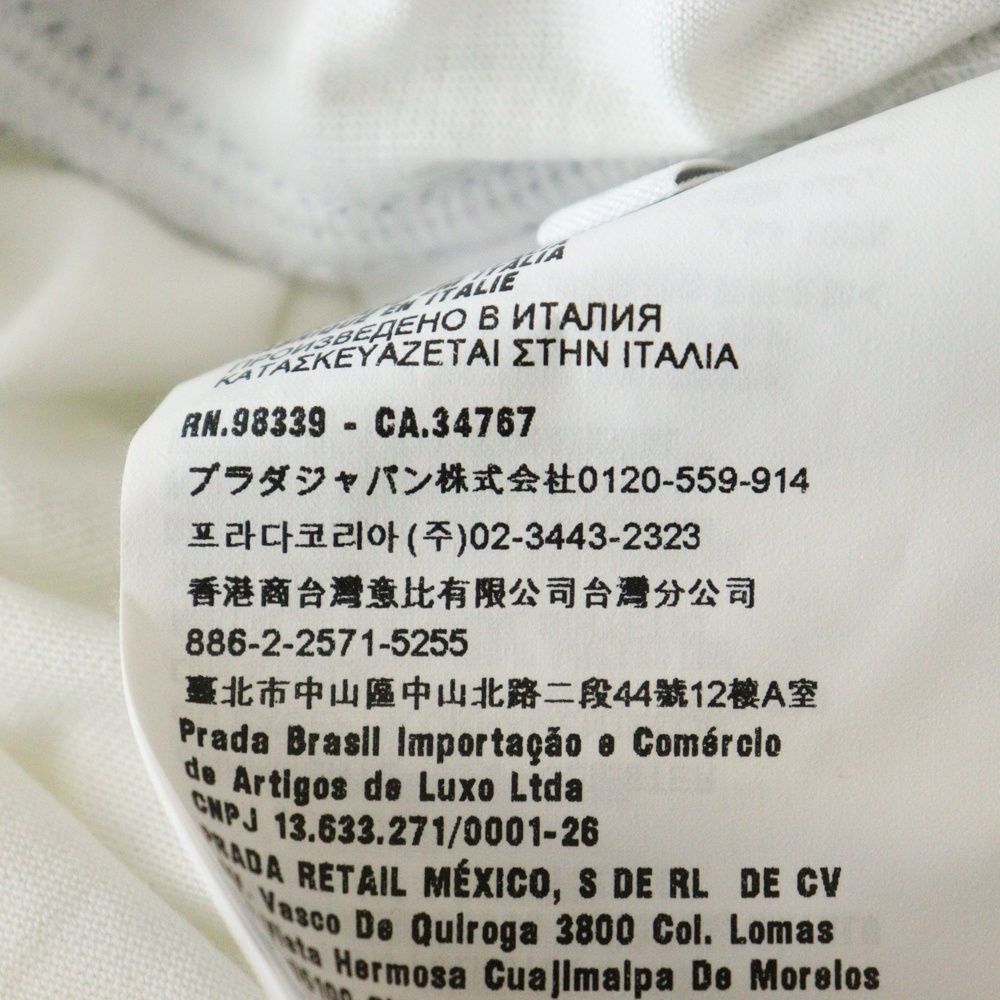 ITALIA
EN ITALIE
ПРОИЗВЕДЕНО В ИТАЛИЯ
ΚΑΤΑΣΚΕΥΑΖΕΤΑΙ ΣΤΗΝ ΙΤΑΛΙΑ
RN.98339 - CA.34767
プラダジャパン株式会社0120-559-914
프라다코리아(주)02-3443-2323
香港商台灣意比有限公司台灣分公司
886-2-2571-5255
臺北市中山區中山北路二段44號12樓A室
Prada Brasil Importação e Comércio
de Artigos de Luxo Ltda
CNPJ 13.633.271/0001-26
PRADA RETAIL MÉXICO, S DE RL DE CV
Vasco De Quiroga 3800 Col. Lomas
Hermosa Cuajimalpa De Morelos